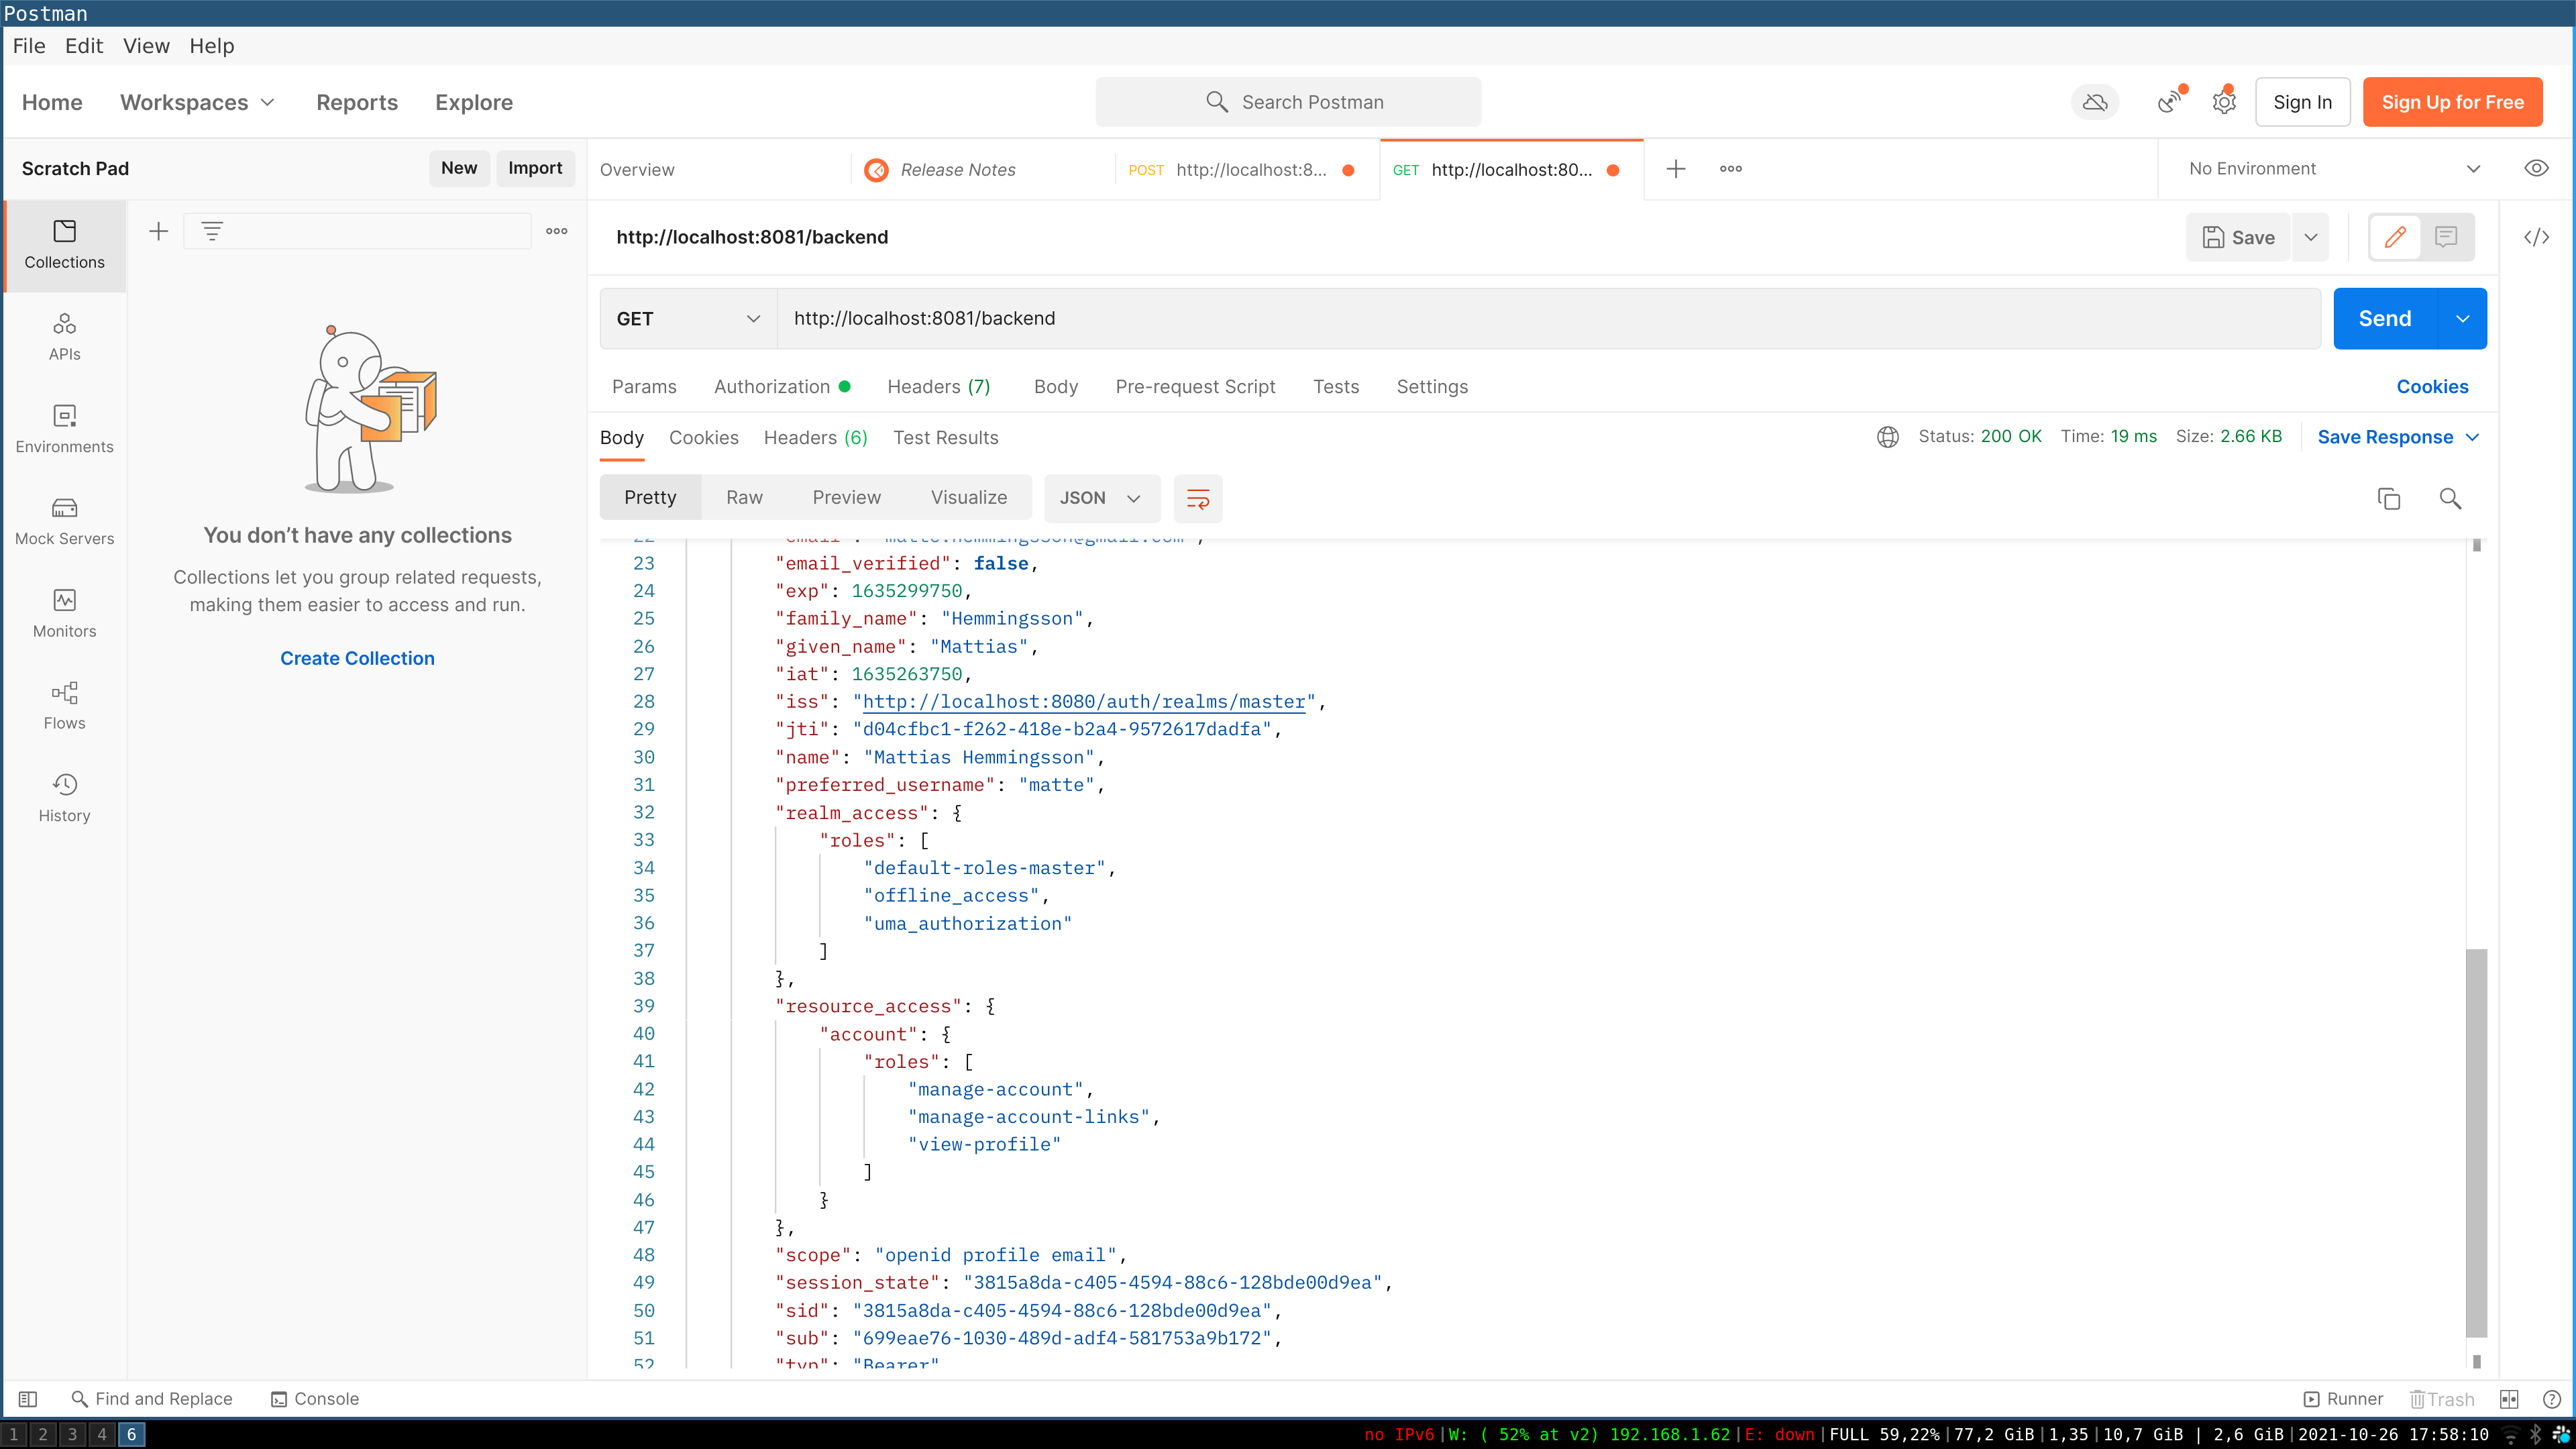 Postman
File Edit View Help
Home Workspaces Reports Explore Search Postman Sign In Sign Up for Free
Scratch Pad New Import Overview Release Notes POST http://localhost:8... GET http://localhost:80... No Environment
http://localhost:8081/backend Save
Collections
APIs
Environments
Mock Servers
Monitors
Flows
History
You don’t have any collections
Collections let you group related requests,
making them easier to access and run.
Create Collection
GET http://localhost:8081/backend Send
Params Authorization Headers (7) Body Pre-request Script Tests Settings Cookies
Body Cookies Headers (6) Test Results Status: 200 OK Time: 19 ms Size: 2.66 KB Save Response
Pretty Raw Preview Visualize JSON
22 "email": "matte.hemmingsson@gmail.com",
23 "email_verified": false,
24 "exp": 1635299750,
25 "family_name": "Hemmingsson",
26 "given_name": "Mattias",
27 "iat": 1635263750,
28 "iss": "http://localhost:8080/auth/realms/master",
29 "jti": "d04cfbc1-f262-418e-b2a4-9572617dadfa",
30 "name": "Mattias Hemmingsson",
31 "preferred_username": "matte",
32 "realm_access": {
33 "roles": [
34 "default-roles-master",
35 "offline_access",
36 "uma_authorization"
37 ]
38 },
39 "resource_access": {
40 "account": {
41 "roles": [
42 "manage-account",
43 "manage-account-links",
44 "view-profile"
45 ]
46 }
47 },
48 "scope": "openid profile email",
49 "session_state": "3815a8da-c405-4594-88c6-128bde00d9ea",
50 "sid": "3815a8da-c405-4594-88c6-128bde00d9ea",
51 "sub": "699eae76-1030-489d-adf4-581753a9b172",
52 "typ": "Bearer"
Find and Replace Console Runner Trash
1 2 3 4 6 no IPv6|W: ( 52% at v2) 192.168.1.62|E: down|FULL 59,22%|77,2 GiB|1,35|10,7 GiB | 2,6 GiB|2021-10-26 17:58:10